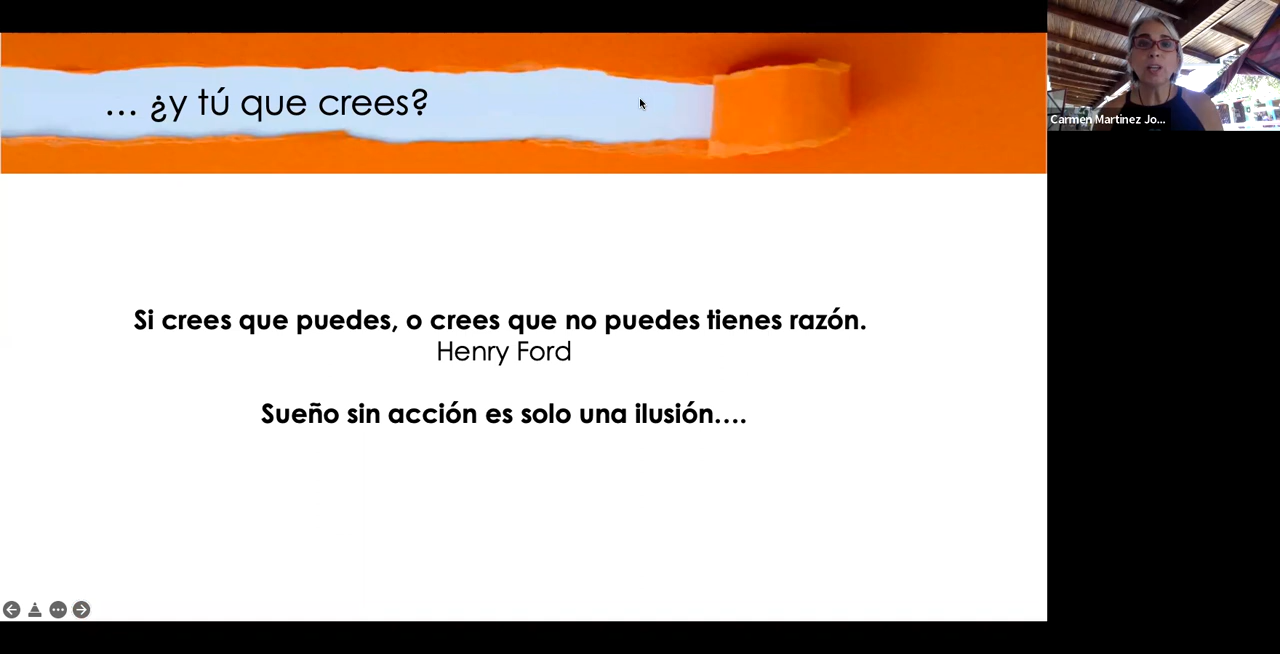 ... ¿y tú que crees?
Carmen Martinez Jo...
Si crees que puedes, o crees que no puedes tienes razón.
Henry Ford
Sueño sin acción es solo una ilusión....